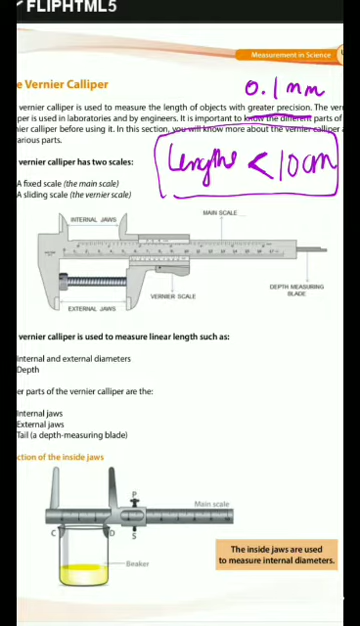 FLIPHTML5
Measurement in Science
e Vernier Calliper
0.1 mm
vernier calliper is used to measure the length of objects with greater precision. The ver
per is used in laboratories and by engineers. It is important to know the different parts of
ier calliper before using it. In this section, you will know more about the vernier calliper a
arious parts.
Lengths < 10cm
vernier calliper has two scales:
A fixed scale (the main scale)
A sliding scale (the vernier scale)
INTERNAL JAWS
MAIN SCALE
DEPTH MEASURING
BLADE
VERNIER SCALE
EXTERNAL JAWS
vernier calliper is used to measure linear length such as:
Internal and external diameters
Depth
er parts of the vernier calliper are the:
Internal jaws
External jaws
Tail (a depth-measuring blade)
ction of the inside jaws
P
Main scale
C
D
S
Beaker
The inside jaws are used
to measure internal diameters.